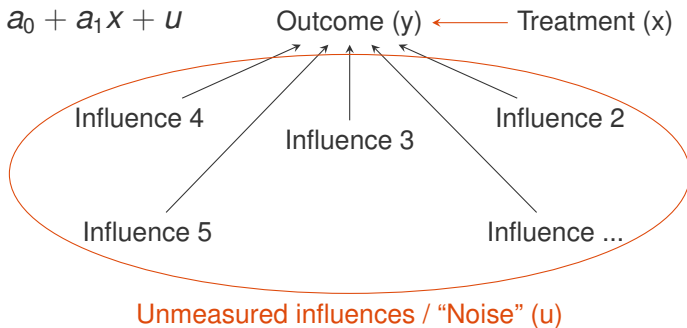 a₀ + a₁x + u
Outcome (y)
Treatment (x)
Influence 4
Influence 2
Influence 3
Influence 5
Influence ...
Unmeasured influences / “Noise” (u)